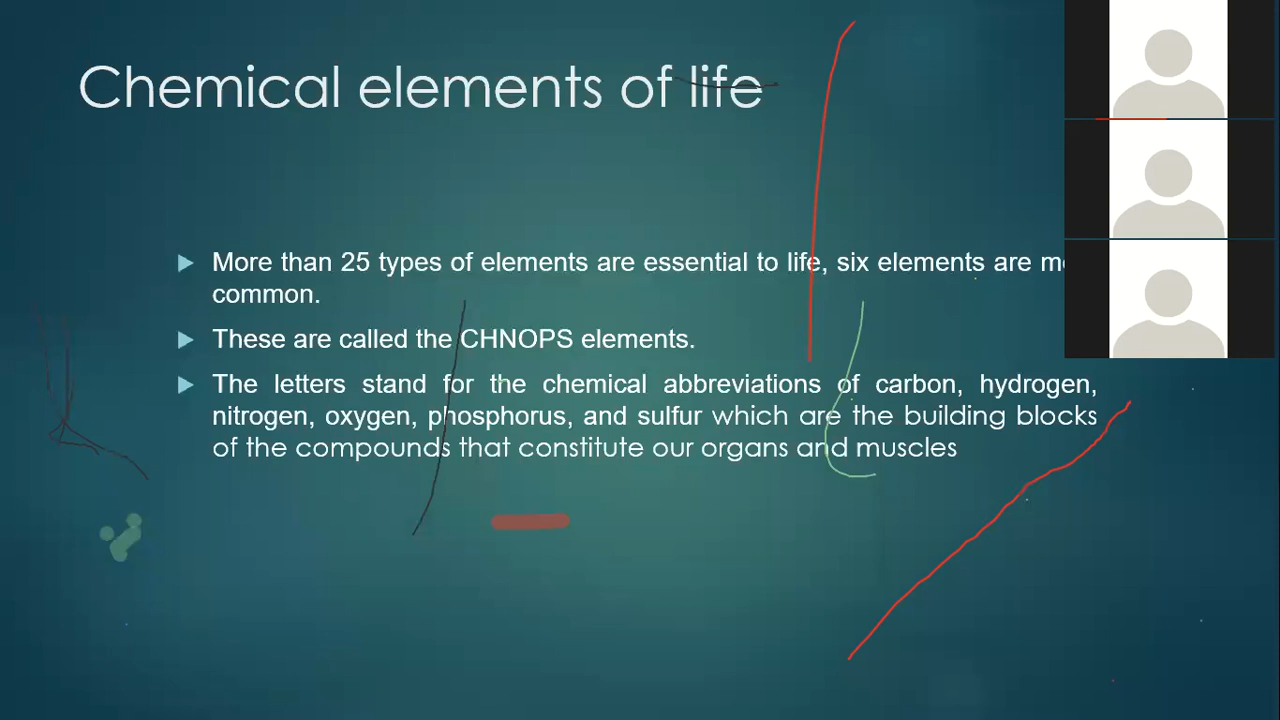 Chemical elements of life
More than 25 types of elements are essential to life, six elements are
common.
These are called the CHNOPS elements.
The letters stand for the chemical abbreviations of carbon, hydrogen,
nitrogen, oxygen, phosphorus, and sulfur which are the building blocks
of the compounds that constitute our organs and muscles